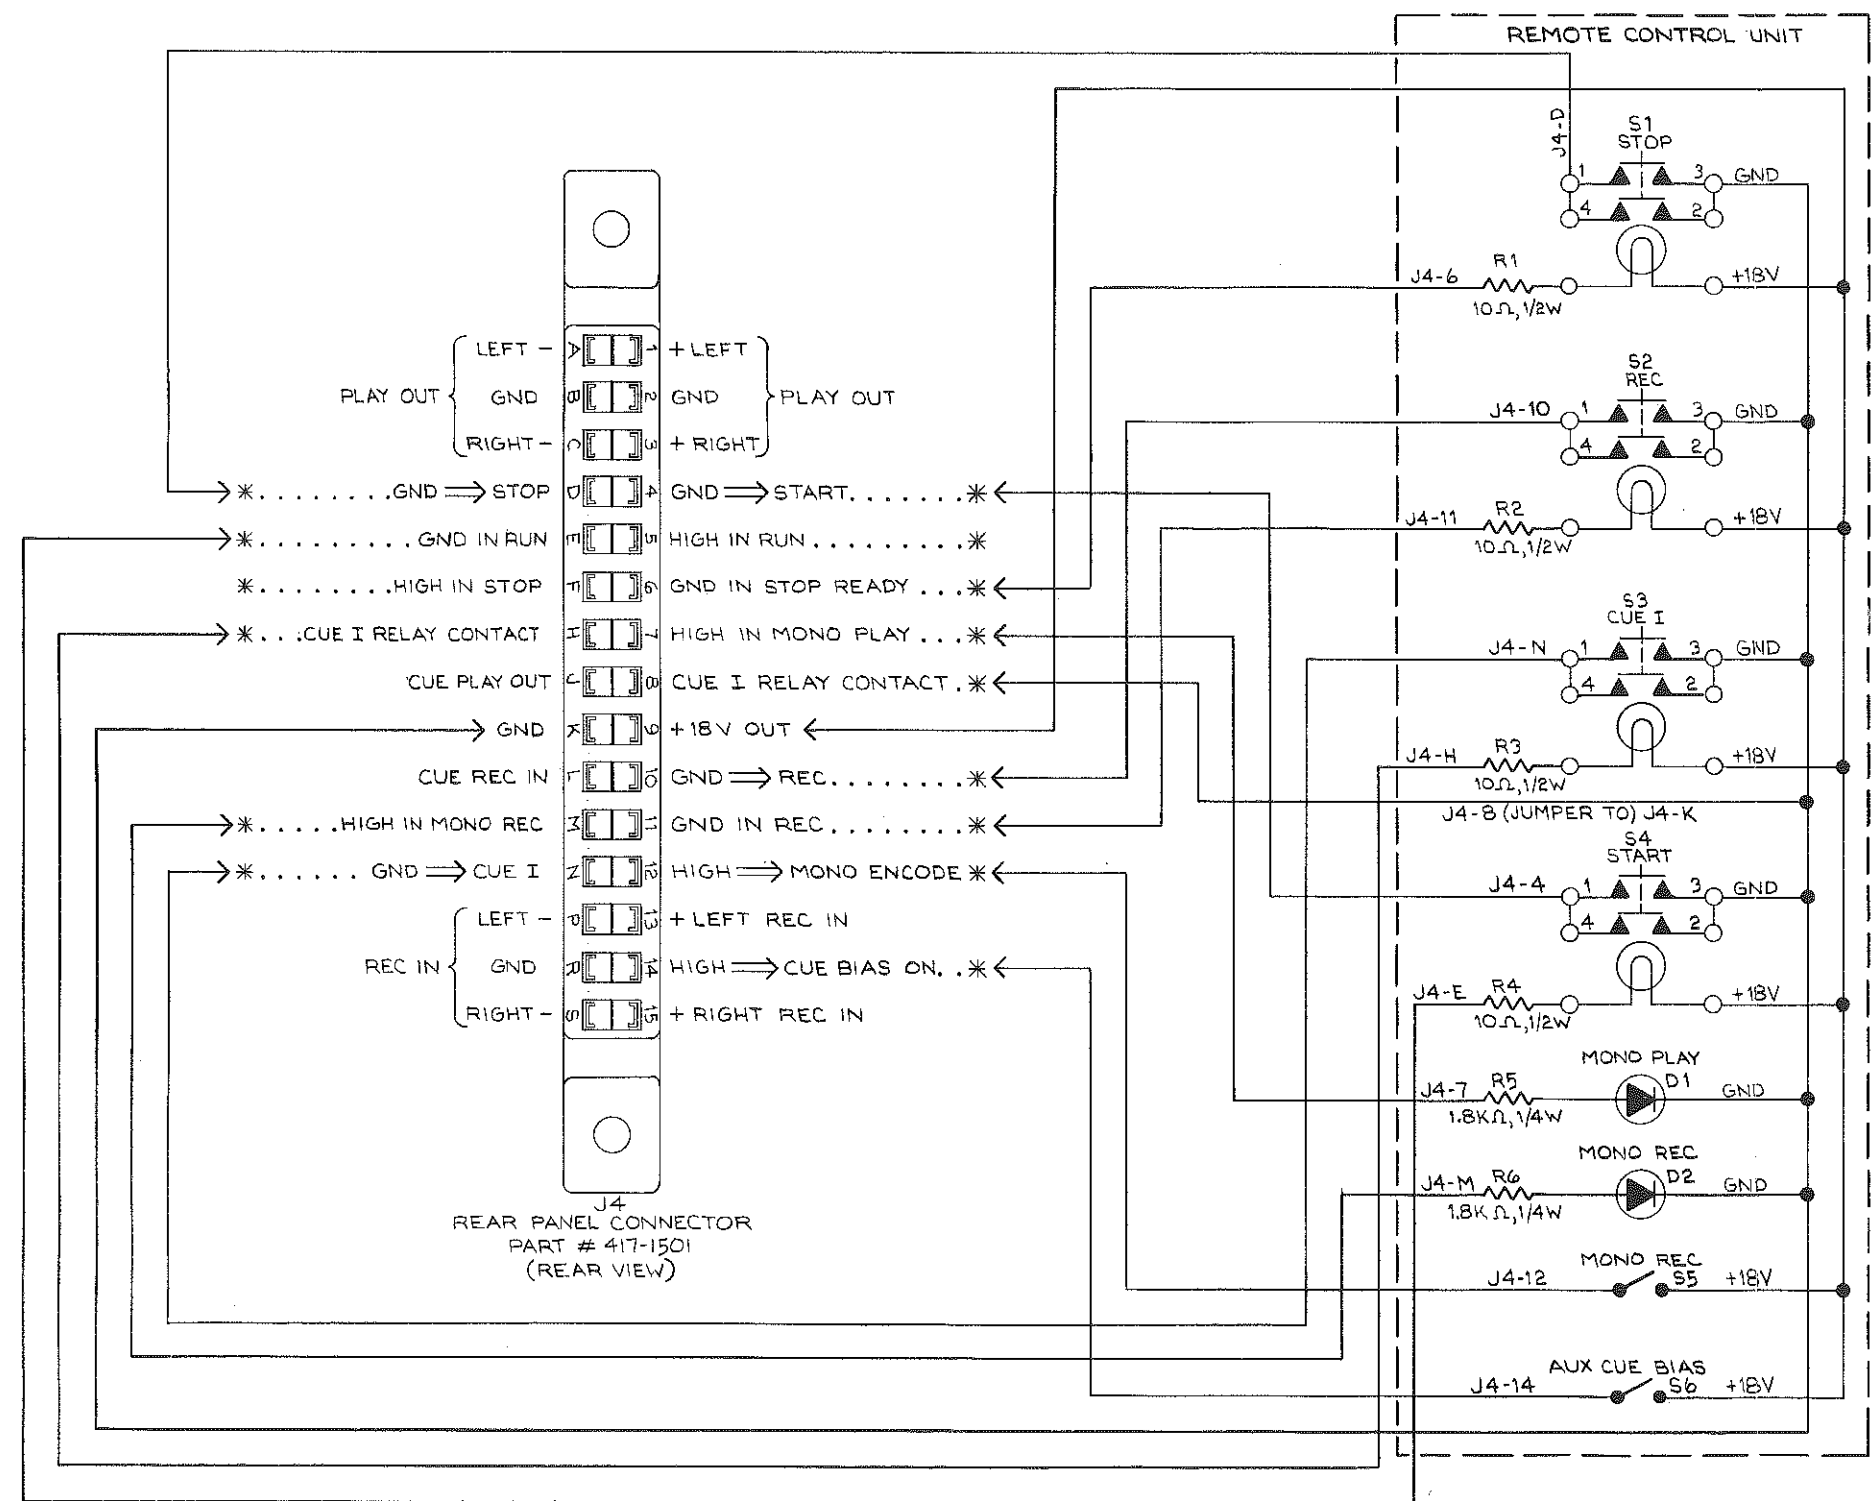 REMOTE CONTROL UNIT
J4-D
S1
STOP
1 3 GND
4 2
J4-6 R1 +18V
10Ω,1/2W
S2
REC
J4-10 1 3 GND
4 2
J4-11 R2 +18V
10Ω,1/2W
S3
CUE I
J4-N 1 3 GND
4 2
J4-H R3 +18V
10Ω,1/2W
J4-8 (JUMPER TO) J4-K
S4
START
J4-4 1 3 GND
4 2
J4-E R4 +18V
10Ω,1/2W
MONO PLAY
J4-7 R5 D1 GND
1.8KΩ,1/4W
MONO REC
J4-M R6 D2 GND
1.8KΩ,1/4W
MONO REC
J4-12 S5 +18V
AUX CUE BIAS
J4-14 S6 +18V
LEFT - A 1 + LEFT
PLAY OUT GND B 2 GND PLAY OUT
RIGHT - C 3 + RIGHT
*........GND ⇒ STOP D 4 GND ⇒ START.......*
*.........GND IN RUN E 5 HIGH IN RUN.........*
*........HIGH IN STOP F 6 GND IN STOP READY...*
*...CUE I RELAY CONTACT H 7 HIGH IN MONO PLAY...*
CUE PLAY OUT J 8 CUE I RELAY CONTACT.*
GND K 9 +18V OUT
CUE REC IN L 10 GND ⇒ REC........*
*.....HIGH IN MONO REC M 11 GND IN REC........*
*...... GND ⇒ CUE I N 12 HIGH ⇒ MONO ENCODE *
LEFT - P 13 + LEFT REC IN
REC IN GND R 14 HIGH ⇒ CUE BIAS ON..*
RIGHT - S 15 + RIGHT REC IN
J4
REAR PANEL CONNECTOR
PART # 417-1501
(REAR VIEW)